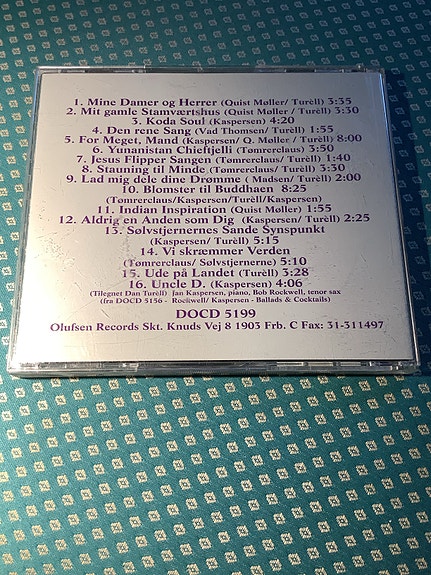 1. Mine Damer og Herrer (Quist Møller/ Turèll) 3:35
2. Mit gamle Stamværtshus (Quist Møller / Turèll) 3:30
3. Koda Soul (Kaspersen) 4:20
4. Den rene Sang (Vad Thomsen/ Turèll) 1:55
5. For Meget, Mand (Kaspersen/ Q. Møller / Turèll) 8:00
6. Yunanistan Chieftjelli (Tømrerclaus) 3:50
7. Jesus Flipper Sangen (Tømrerclaus/ Turèll) 1:40
8. Stauning til Minde (Tømrerclaus/ Turèll) 3:30
9. Lad mig dele dine Drømme ( Madsen/ Turèll) 2:00
10. Blomster til Buddhaen 8:25
(Tømrerclaus/Kaspersen/Turèll/Kaspersen)
11. Indian Inspiration (Quist Møller) 1:55
12. Aldrig en Anden som Dig (Kaspersen/ Turèll) 2:25
13. Sølvstjernernes Sande Synspunkt
(Kaspersen/ Turèll) 5:15
14. Vi skræmmer Verden
(Tømrerclaus/ Sølvstjernerne) 5:10
15. Ude på Landet (Turèll) 3:28
16. Uncle D. (Kaspersen) 4:06
(Tilegnet Dan Turèll) Jan Kaspersen, piano, Bob Rockwell, tenor sax
(fra DOCD 5156 - Rockwell/ Kaspersen - Ballads & Cocktails)
DOCD 5199
Olufsen Records Skt. Knuds Vej 8 1903 Frb. C Fax: 31-311497